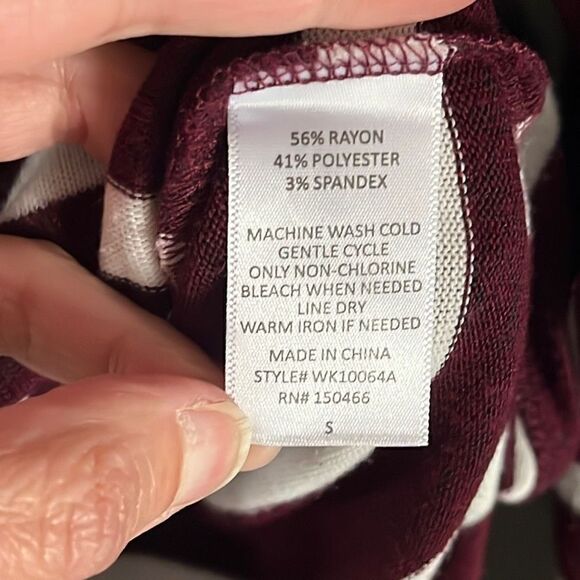 56% RAYON
41% POLYESTER
3% SPANDEX
MACHINE WASH COLD
GENTLE CYCLE
ONLY NON-CHLORINE
BLEACH WHEN NEEDED
LINE DRY
WARM IRON IF NEEDED
MADE IN CHINA
STYLE# WK10064A
RN# 150466
S